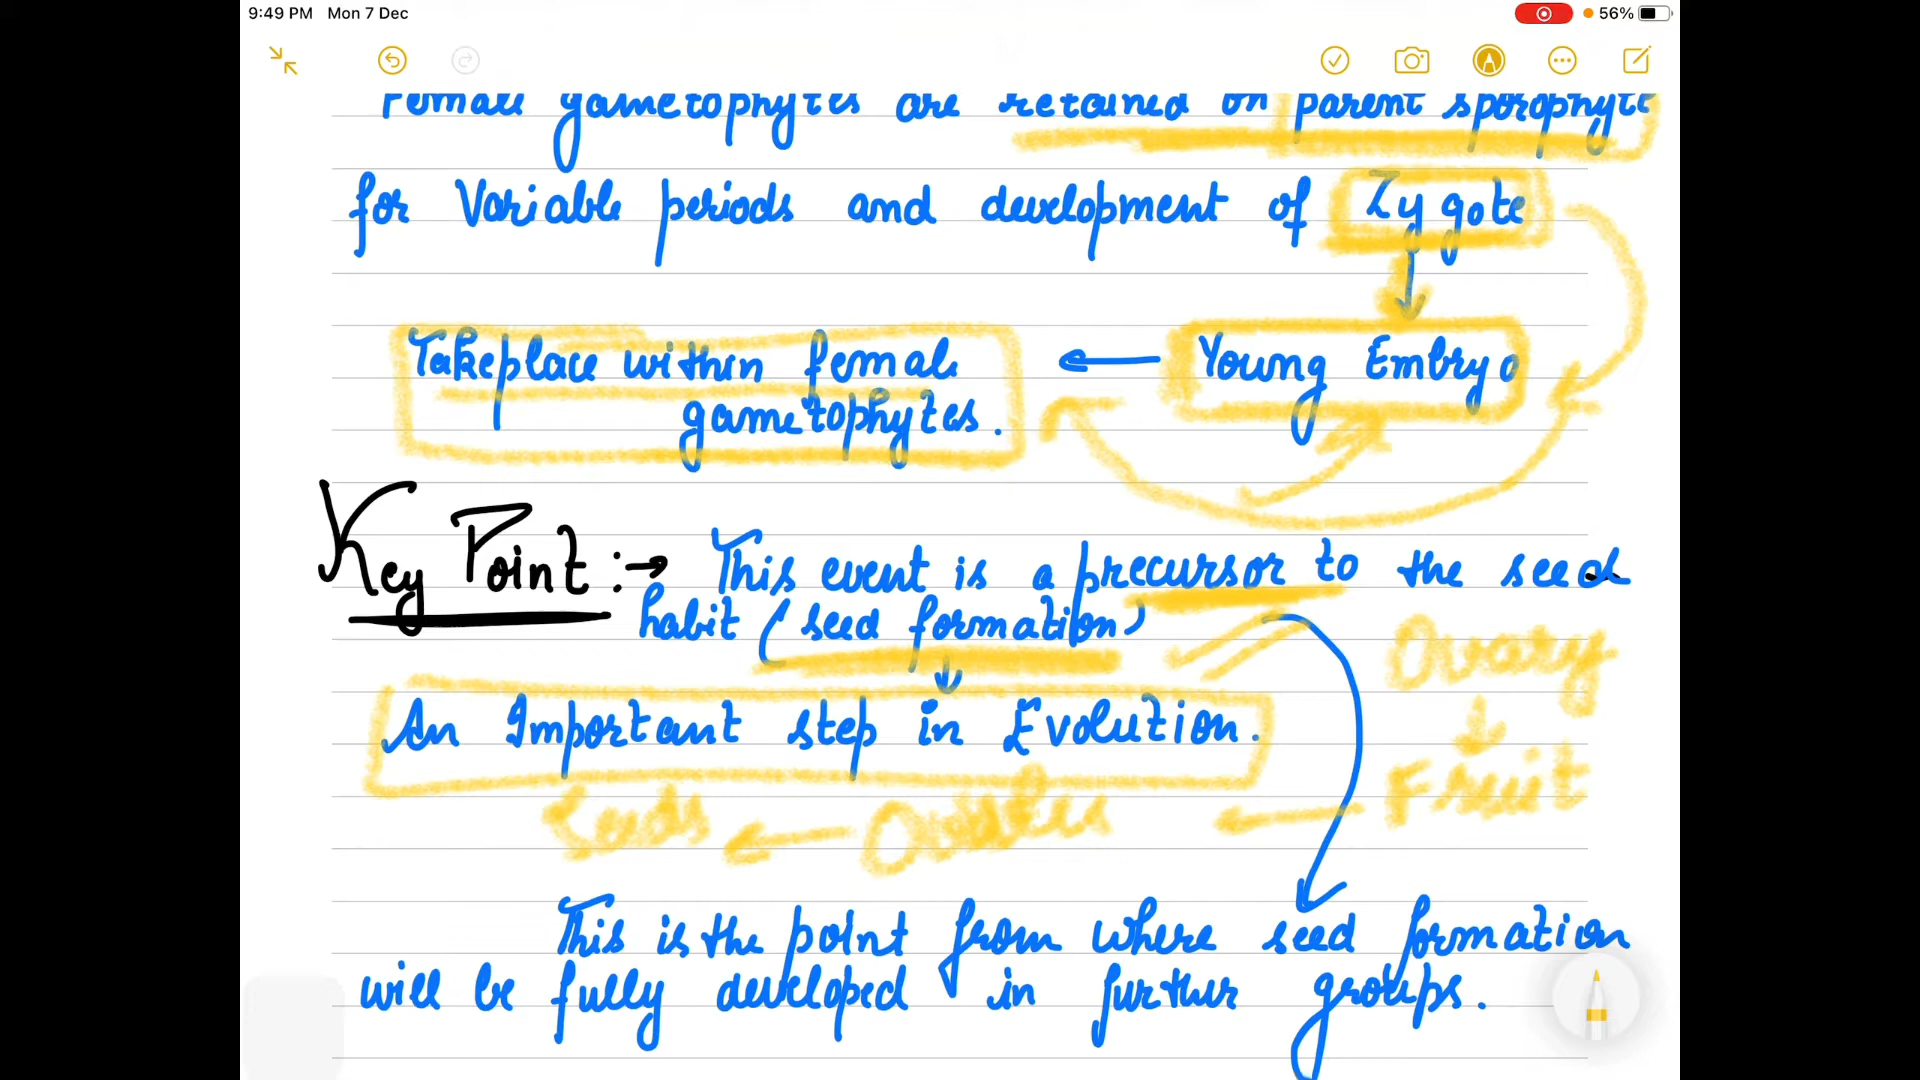 9:49 PM Mon 7 Dec 56%
Female gametophytes are retained on parent sporophyte
for Variable periods and development of Zygote
Takeplace within female ← Young Embryo
gametophytes.
Key Point :→ This event is a precursor to the seed
habit (seed formation)
Ovary
An Important step in Evolution.
Fruit
Seeds ← Ovules ←
This is the point from where seed formation
will be fully developed in further groups.